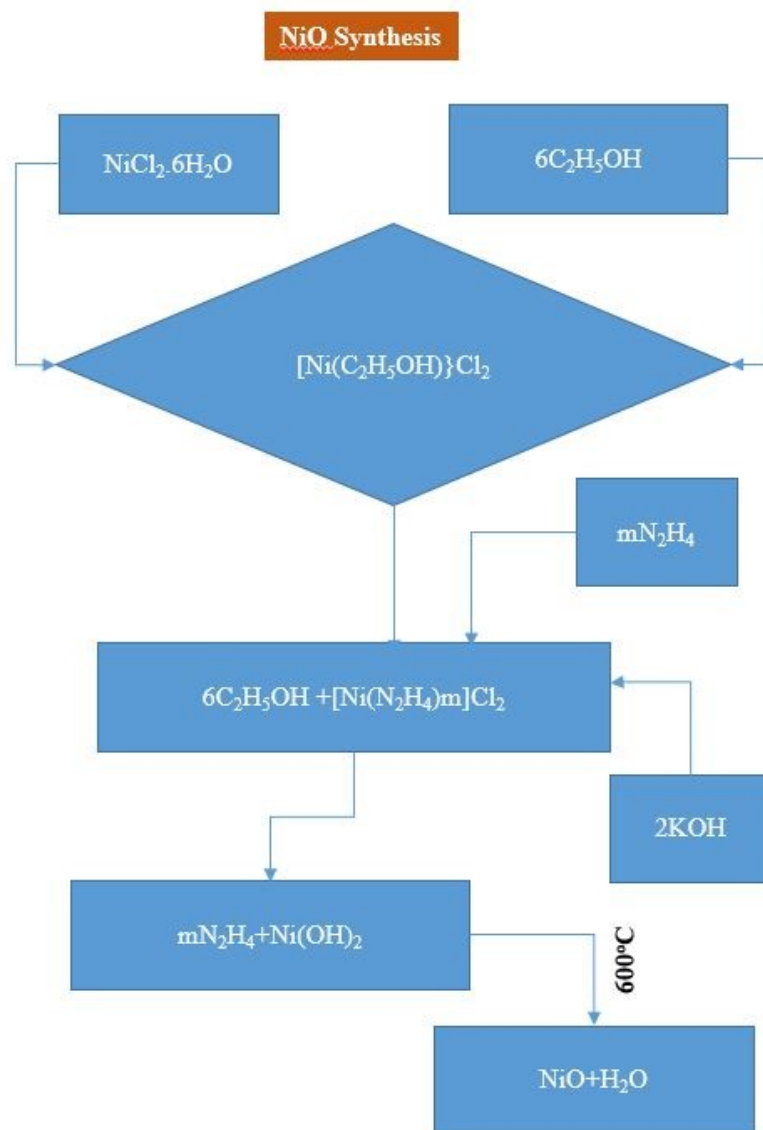 NiO Synthesis
NiCl₂.6H₂O
6C₂H₅OH
[Ni(C₂H₅OH)}Cl₂
mN₂H₄
6C₂H₅OH +[Ni(N₂H₄)m]Cl₂
2KOH
mN₂H₄+Ni(OH)₂
600°C
NiO+H₂O